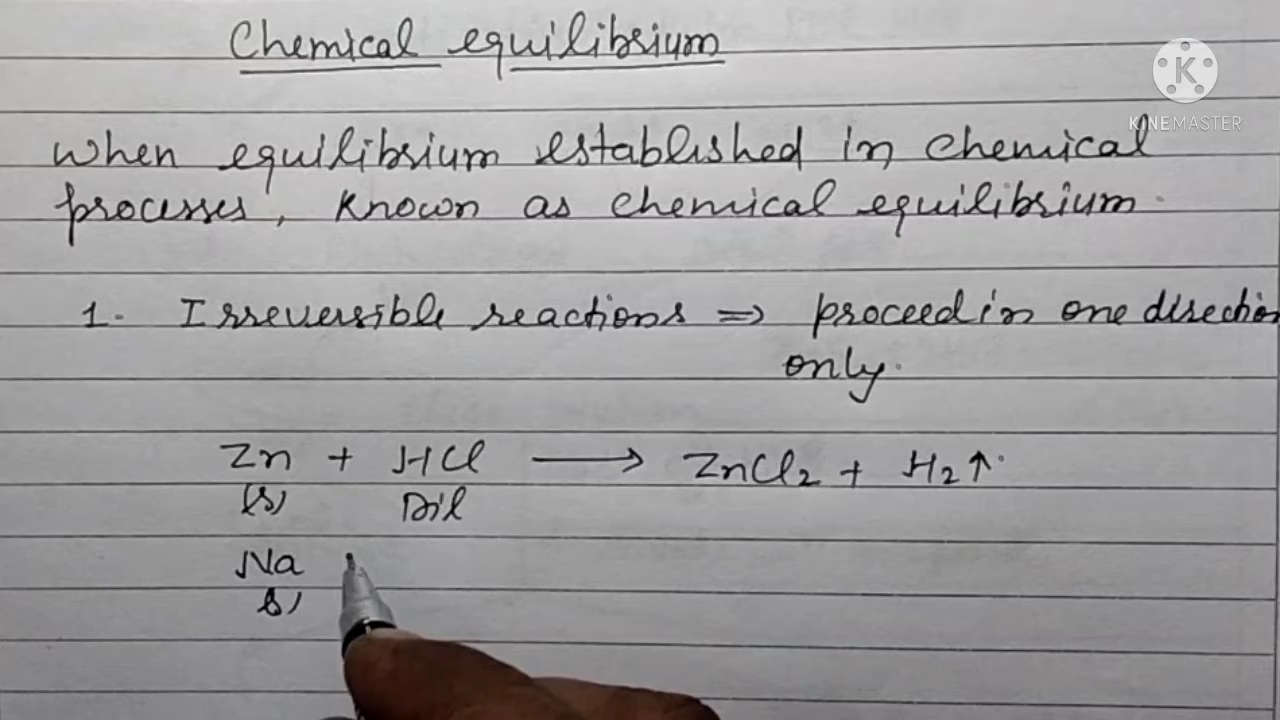 Chemical equilibrium
K
KINEMASTER
When equilibrium established in chemical
processes, Known as chemical equilibrium.
1. Irreversible reactions ⇒ proceed in one direction
only.
Zn + HCl ⟶ ZnCl2 + H2↑
(s) Dil
Na
(s)